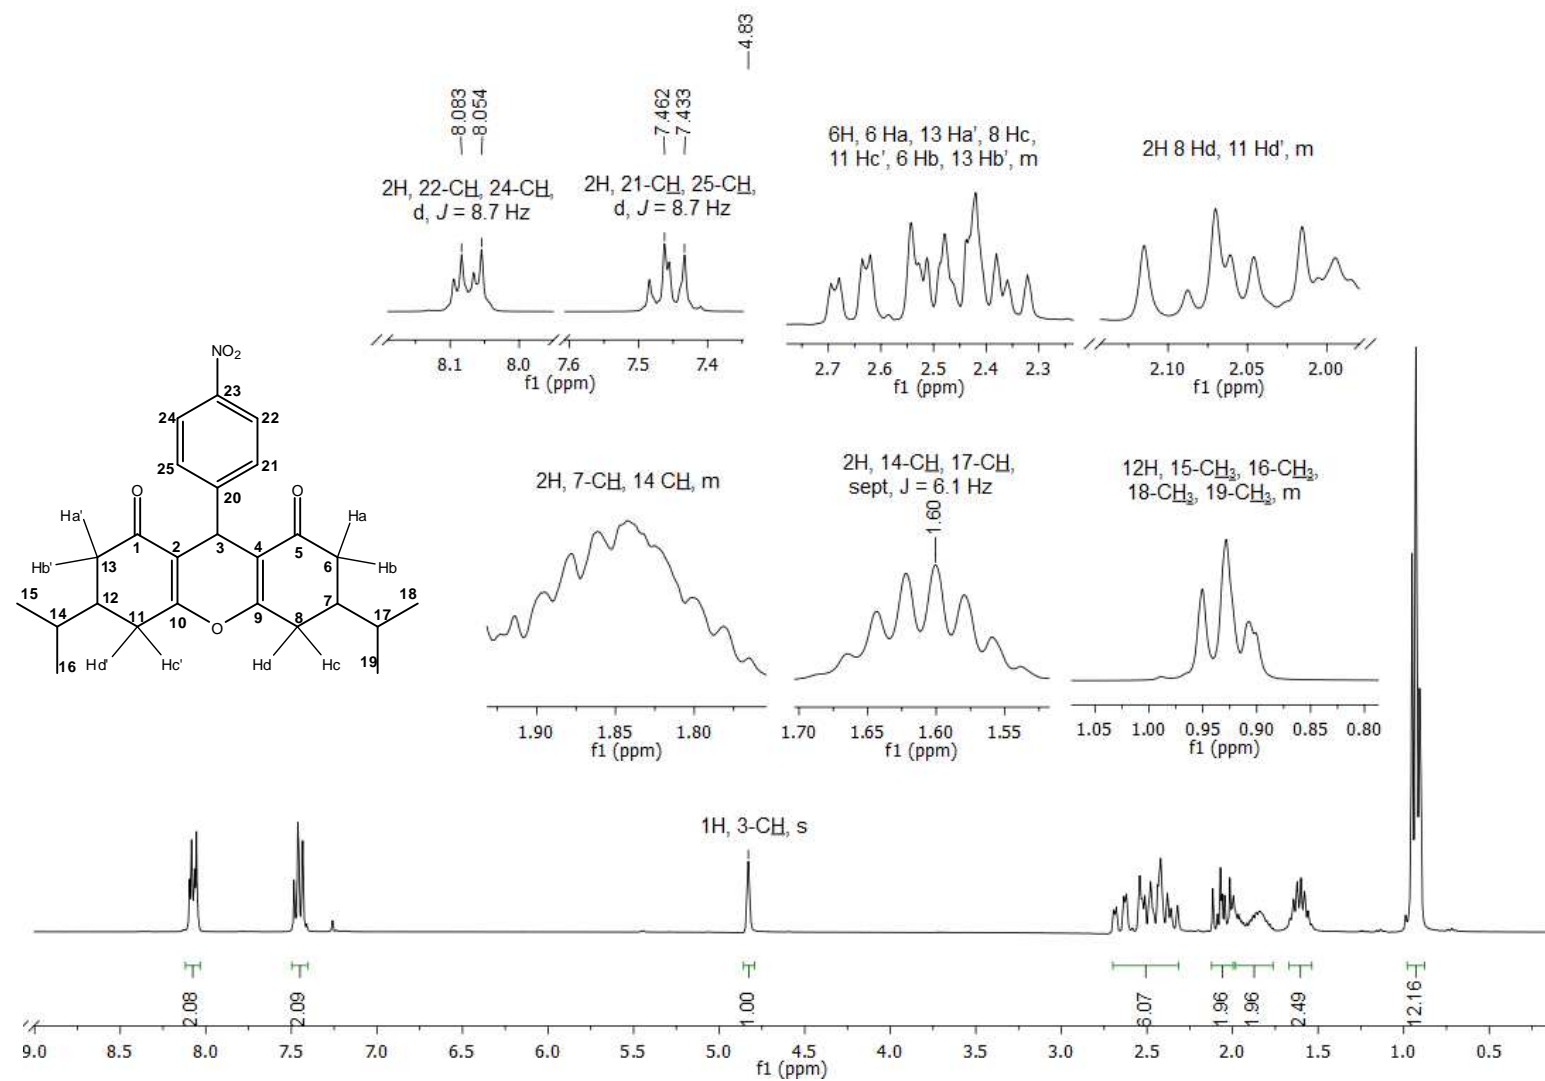 4.83
8.083
8.054
7.462
7.433
2H, 22-CH, 24-CH,
d, J = 8.7 Hz
2H, 21-CH, 25-CH,
d, J = 8.7 Hz
6H, 6 Ha, 13 Ha', 8 Hc,
11 Hc', 6 Hb, 13 Hb', m
2H 8 Hd, 11 Hd', m
8.1 8.0
f1 (ppm)
7.6 7.5 7.4
2.7 2.6 2.5 2.4 2.3
f1 (ppm)
2.10 2.05 2.00
f1 (ppm)
NO2
23
24 22
25 21
20
O O
Ha' Ha
1 2 3 4 5
Hb' 13 6 Hb
15 12 7 18
14 11 10 O 9 8 17
16 Hd' Hc' Hd Hc 19
2H, 7-CH, 14 CH, m
1.90 1.85 1.80
f1 (ppm)
2H, 14-CH, 17-CH,
sept, J = 6.1 Hz
1.60
1.70 1.65 1.60 1.55
f1 (ppm)
12H, 15-CH3, 16-CH3,
18-CH3, 19-CH3, m
1.05 1.00 0.95 0.90 0.85 0.80
f1 (ppm)
1H, 3-CH, s
2.08 2.09 1.00 6.07 1.96 1.96 2.49 12.16
9.0 8.5 8.0 7.5 7.0 6.5 6.0 5.5 5.0 4.5 4.0 3.5 3.0 2.5 2.0 1.5 1.0 0.5
f1 (ppm)